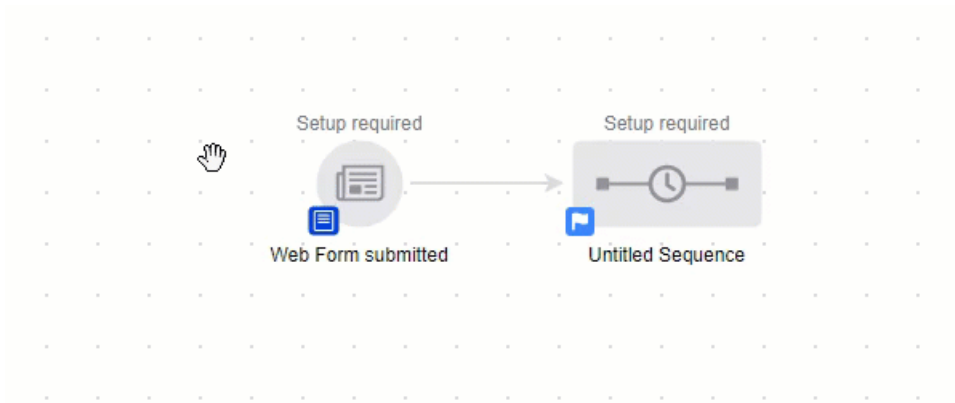 Setup required
Setup required
Web Form submitted
Untitled Sequence